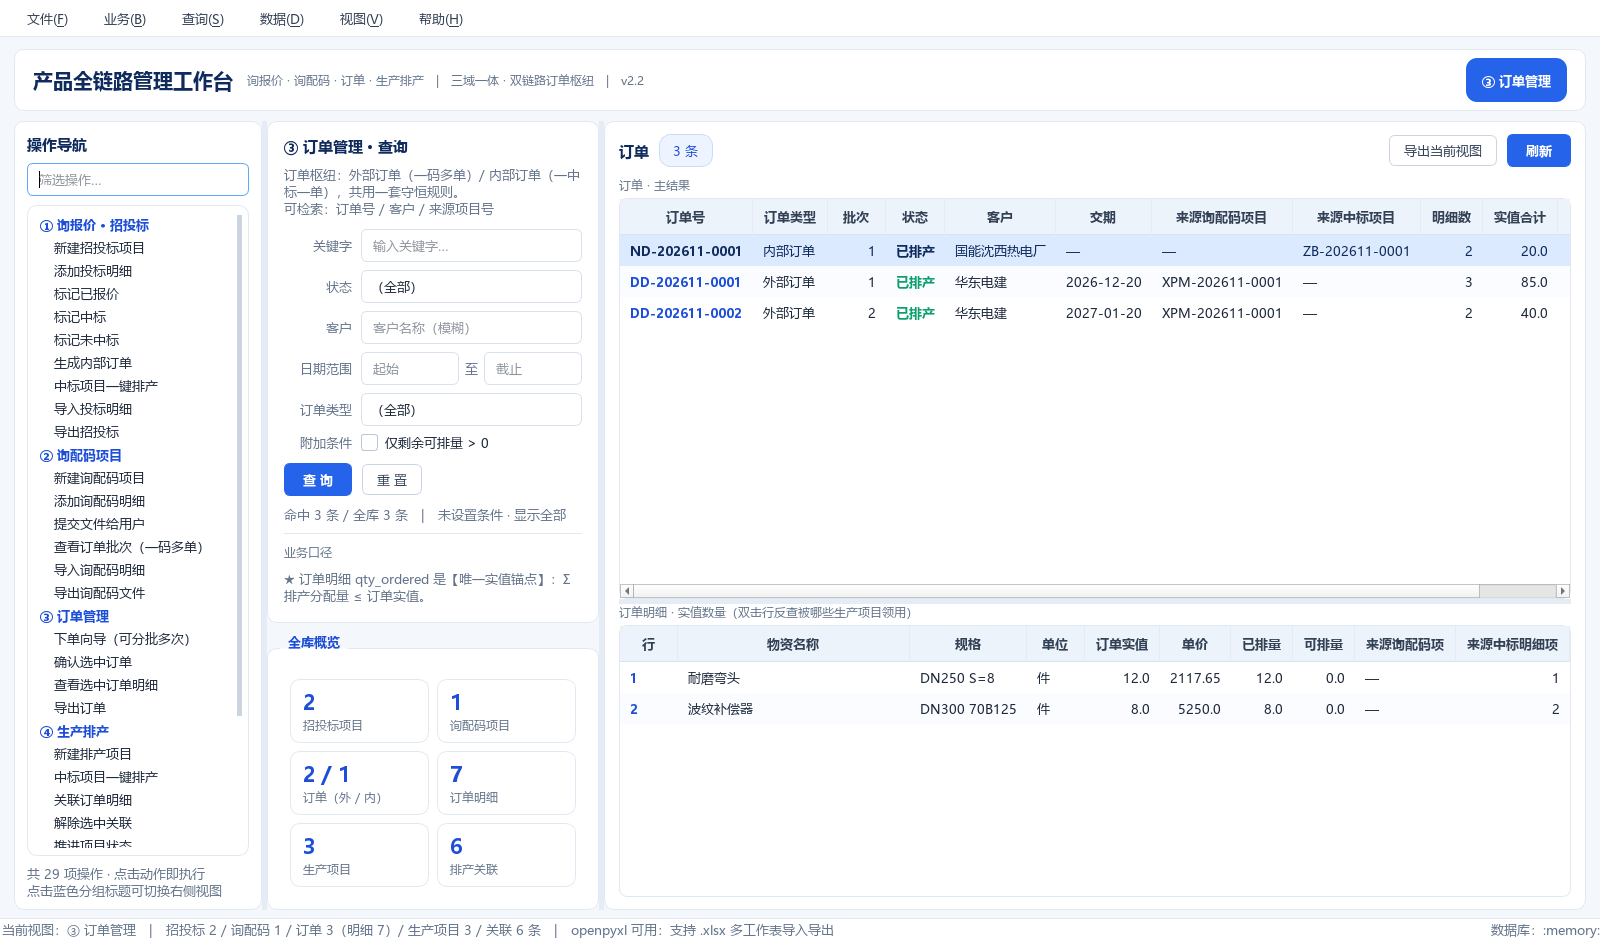 文件(F) 业务(B) 查询(S) 数据(D) 视图(V) 帮助(H)
产品全链路管理工作台 询报价 · 询配码 · 订单 · 生产排产 | 三域一体 · 双链路订单枢纽 | v2.2
③ 订单管理
操作导航
筛选操作...
① 询报价 • 招投标
新建招投标项目
添加投标明细
标记已报价
标记中标
标记未中标
生成内部订单
中标项目一键排产
导入投标明细
导出招投标
② 询配码项目
新建询配码项目
添加询配码明细
提交文件给用户
查看订单批次（一码多单）
导入询配码明细
导出询配码文件
③ 订单管理
下单向导（可分批多次）
确认选中订单
查看选中订单明细
导出订单
④ 生产排产
新建排产项目
中标项目一键排产
关联订单明细
解除选中关联
推进项目状态
共 29 项操作 · 点击动作即执行
点击蓝色分组标题可切换右侧视图
③ 订单管理 • 查询
订单枢纽：外部订单（一码多单）/ 内部订单（一中
标一单），共用一套守恒规则。
可检索：订单号 / 客户 / 来源项目号
关键字 输入关键字...
状态 （全部）
客户 客户名称（模糊）
日期范围 起始 至 截止
订单类型 （全部）
附加条件 仅剩余可排量 > 0
查 询 重 置
命中 3 条 / 全库 3 条 | 未设置条件 · 显示全部
业务口径
★ 订单明细 qty_ordered 是【唯一实值锚点】：Σ
排产分配量 ≤ 订单实值。
全库概览
2
招投标项目
1
询配码项目
2 / 1
订单（外 / 内）
7
订单明细
3
生产项目
6
排产关联
订单 3 条 导出当前视图 刷新
订单 · 主结果
订单号 订单类型 批次 状态 客户 交期 来源询配码项目 来源中标项目 明细数 实值合计
ND-202611-0001 内部订单 1 已排产 国能沈西热电厂 — — ZB-202611-0001 2 20.0
DD-202611-0001 外部订单 1 已排产 华东电建 2026-12-20 XPM-202611-0001 — 3 85.0
DD-202611-0002 外部订单 2 已排产 华东电建 2027-01-20 XPM-202611-0001 — 2 40.0
订单明细 · 实值数量（双击行反查被哪些生产项目领用）
行 物资名称 规格 单位 订单实值 单价 已排量 可排量 来源询配码项 来源中标明细项
1 耐磨弯头 DN250 S=8 件 12.0 2117.65 12.0 0.0 — 1
2 波纹补偿器 DN300 70B125 件 8.0 5250.0 8.0 0.0 — 2
当前视图：③ 订单管理 | 招投标 2 / 询配码 1 / 订单 3（明细 7）/ 生产项目 3 / 关联 6 条 | openpyxl 可用：支持 .xlsx 多工作表导入导出 数据库：:memory: